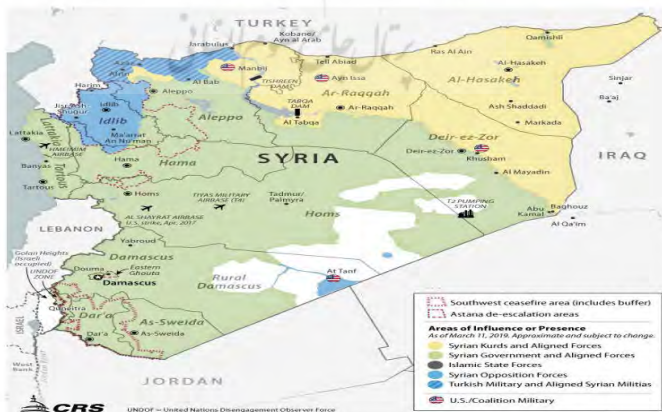 TURKEY
Kobane/
Ayn al Arab
Jarabulus
Qamishli
Tell Abiad
Ras Al Ain
Azaz
Afrin
Manbij
Al Bab
TISHREEN
DAM
Ayn Issa
Al-Hasakeh
Al-Hasakeh
Sinjar
Harim
Aleppo
Ar-Raqqah
Ba'aj
Jisr ash
Shugur
Idlib
Idlib
Aleppo
TABQA
DAM
Ar-Raqqah
Ash Shaddadi
Lattakia
Lattakia
Al Tabqa
Markada
Ma'arrat
An Nu'man
HMEIMIM
AIRBASE
Deir-ez-Zor
Banyas
Hama
Hama
SYRIA
Deir-ez-Zor
Khusham
IRAQ
Tartous
Tartous
Al Mayadin
Homs
TIYAS MILITARY
AIRBASE (T4)
Tadmur/
Palmyra
T2 PUMPING
STATION
AL SHAYRAT AIRBASE
U.S. strike, Apr. 2017
Homs
Abu
Kamal
Baghouz
Al Qa'im
LEBANON
Yabroud
Golan Heights
(Israeli
occupied)
Damascus
UNDOF
ZONE
Douma
Eastern
Ghouta
Damascus
Rural
Damascus
At Tanf
Quneitra
Dar'a
As-Sweida
Dar'a
As-Sweida
ISRAEL
West
Bank
JORDAN
Southwest ceasefire area (includes buffer)
Astana de-escalation areas
Areas of Influence or Presence
As of March 11, 2019. Approximate and subject to change.
Syrian Kurds and Aligned Forces
Syrian Government and Aligned Forces
Islamic State Forces
Syrian Opposition Forces
Turkish Military and Aligned Syrian Militias
U.S./Coalition Military
CRS
UNDOF = United Nations Disengagement Observer Force